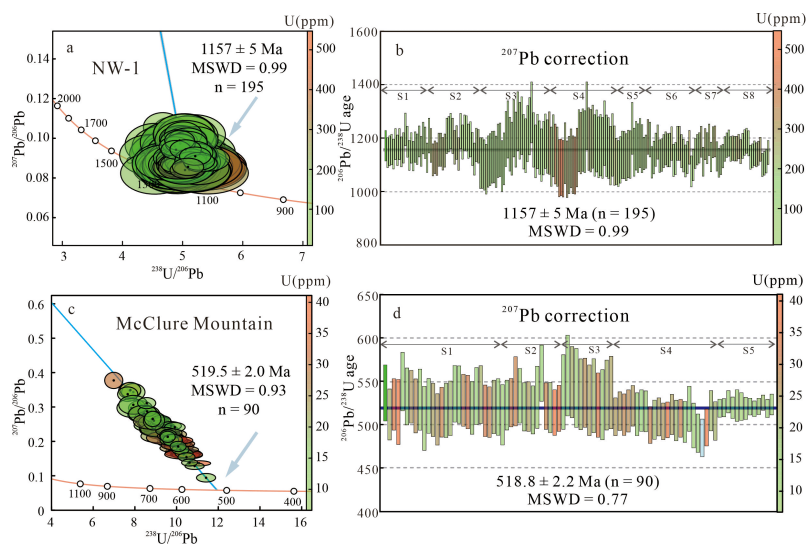 U(ppm)
a
NW-1
1157 ± 5 Ma
MSWD = 0.99
n = 195
0.14
0.12
0.10
0.08
0.06
²⁰⁷Pb/²⁰⁶Pb
2000
1700
1500
1100
900
3 4 5 6 7
²³⁸U/²⁰⁶Pb
500
400
300
200
100
U(ppm)
b
²⁰⁷Pb correction
1600
1400
1200
1000
800
²⁰⁶Pb/²³⁸U age
S1 S2 S3 S4 S5 S6 S7 S8
1157 ± 5 Ma (n = 195)
MSWD = 0.99
500
400
300
200
100
U(ppm)
c
McClure Mountain
519.5 ± 2.0 Ma
MSWD = 0.93
n = 90
0.6
0.5
0.4
0.3
0.2
0.1
0
²⁰⁷Pb/²⁰⁶Pb
1100 900 700 600 500 400
4 6 8 10 12 14 16
²³⁸U/²⁰⁶Pb
40
35
30
25
20
15
10
U(ppm)
d
²⁰⁷Pb correction
650
600
550
500
450
400
²⁰⁶Pb/²³⁸U age
S1 S2 S3 S4 S5
518.8 ± 2.2 Ma (n = 90)
MSWD = 0.77
40
35
30
25
20
15
10